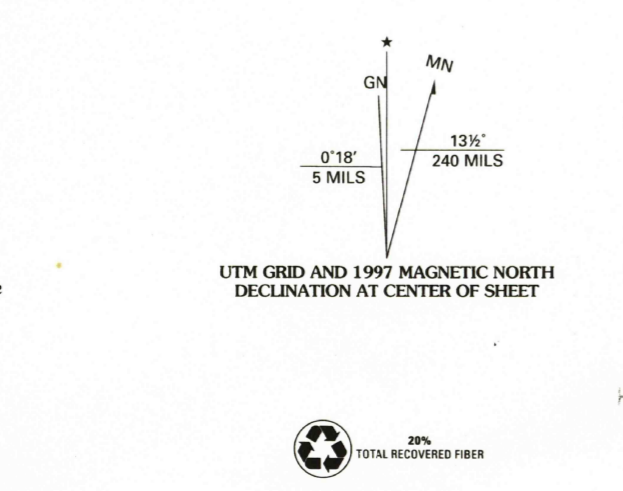 ★
MN
GN
13½°
240 MILS
0°18′
5 MILS
UTM GRID AND 1997 MAGNETIC NORTH
DECLINATION AT CENTER OF SHEET
20%
TOTAL RECOVERED FIBER